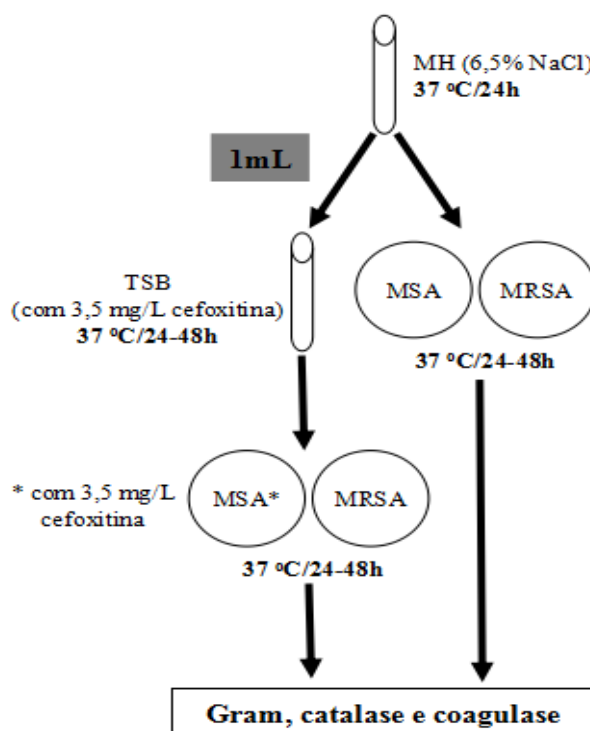 MH (6,5% NaCl)
37 ºC/24h
1mL
TSB
(com 3,5 mg/L cefoxitina)
37 ºC/24-48h
MSA
MRSA
37 ºC/24-48h
* com 3,5 mg/L
cefoxitina
MSA*
MRSA
37 ºC/24-48h
Gram, catalase e coagulase